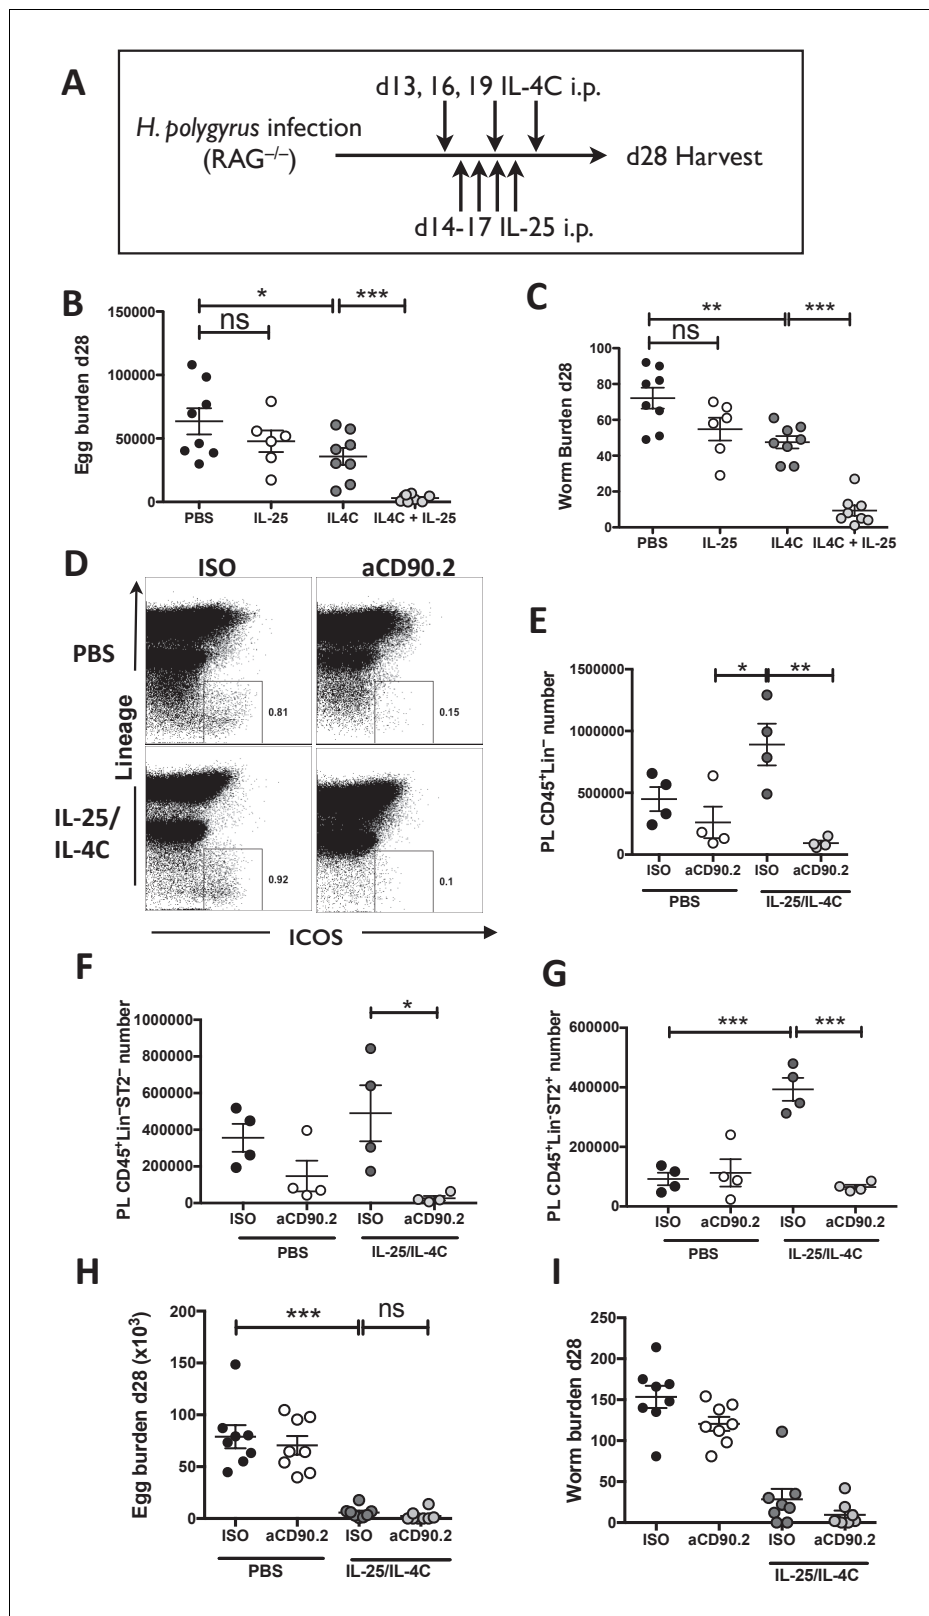 A
d13, 16, 19 IL-4C i.p.
H. polygyrus infection
(RAG–/–)
d28 Harvest
d14-17 IL-25 i.p.
B
*
***
ns
Egg burden d28
150000
100000
50000
0
PBS
IL-25
IL4C
IL4C + IL-25
C
**
***
ns
Worm Burden d28
100
80
60
40
20
0
PBS
IL-25
IL4C
IL4C + IL-25
D
ISO
aCD90.2
PBS
Lineage
IL-25/
IL-4C
0.81
0.15
0.92
0.1
ICOS
E
*
**
PL CD45+Lin– number
1500000
1000000
500000
0
ISO
aCD90.2
ISO
aCD90.2
PBS
IL-25/IL-4C
F
*
PL CD45+Lin–ST2– number
1000000
800000
600000
400000
200000
0
ISO
aCD90.2
ISO
aCD90.2
PBS
IL-25/IL-4C
G
***
***
PL CD45+Lin-ST2+ number
600000
400000
200000
0
ISO
aCD90.2
ISO
aCD90.2
PBS
IL-25/IL-4C
H
***
ns
Egg burden d28 (x103)
200
150
100
50
0
ISO
aCD90.2
ISO
aCD90.2
PBS
IL-25/IL-4C
I
Worm burden d28
250
200
150
100
50
0
ISO
aCD90.2
ISO
aCD90.2
IL-25/IL-4C